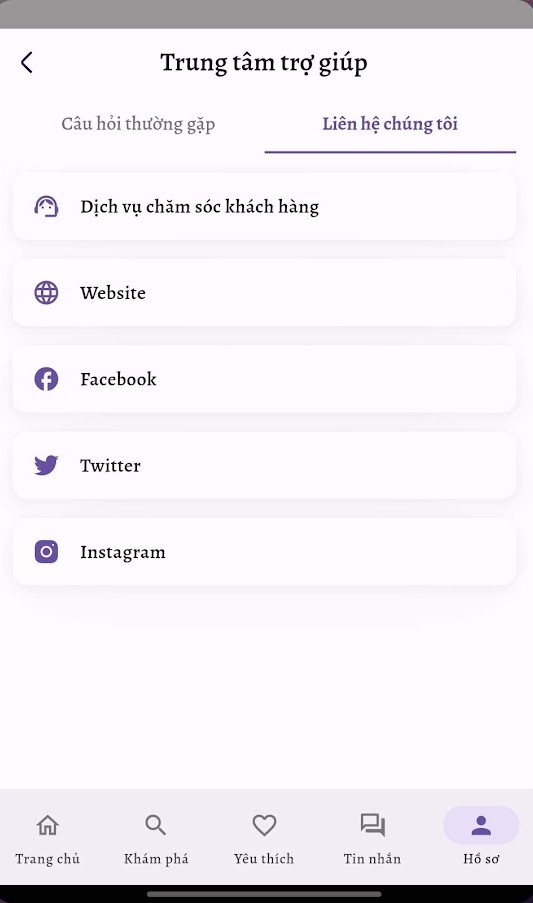 Trung tâm trợ giúp
Câu hỏi thường gặp
Liên hệ chúng tôi
Dịch vụ chăm sóc khách hàng
Website
Facebook
Twitter
Instagram
Trang chủ
Khám phá
Yêu thích
Tin nhắn
Hồ sơ